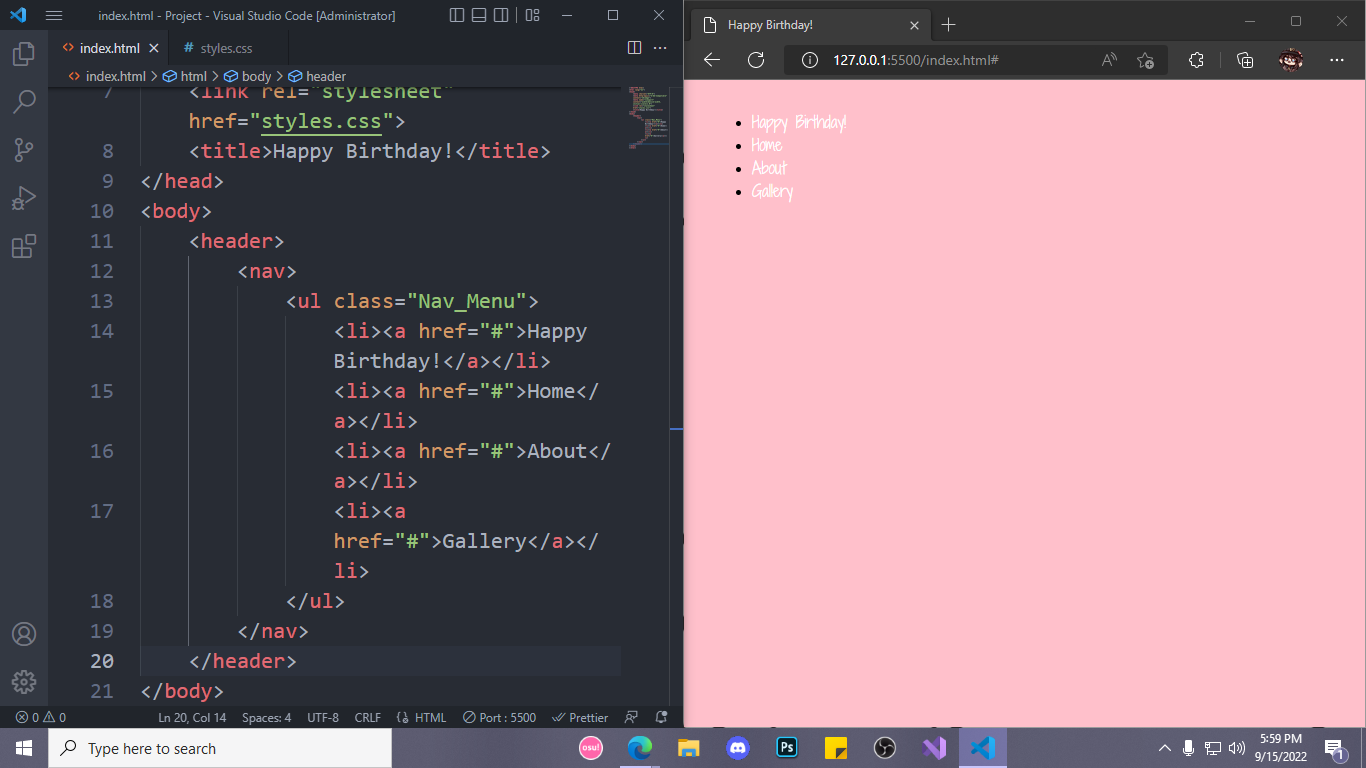 index.html - Project - Visual Studio Code [Administrator]
index.html
styles.css
index.html > html > body > header
7 <link rel="stylesheet"
href="styles.css">
8 <title>Happy Birthday!</title>
9 </head>
10 <body>
11 <header>
12 <nav>
13 <ul class="Nav_Menu">
14 <li><a href="#">Happy
Birthday!</a></li>
15 <li><a href="#">Home</
a></li>
16 <li><a href="#">About</
a></li>
17 <li><a
href="#">Gallery</a></
li>
18 </ul>
19 </nav>
20 </header>
21 </body>
0 0 Ln 20, Col 14 Spaces: 4 UTF-8 CRLF HTML Port : 5500 Prettier
Happy Birthday!
127.0.0.1:5500/index.html#
Happy Birthday!
Home
About
Gallery
Type here to search
osu!
Ps
5:59 PM
9/15/2022
1